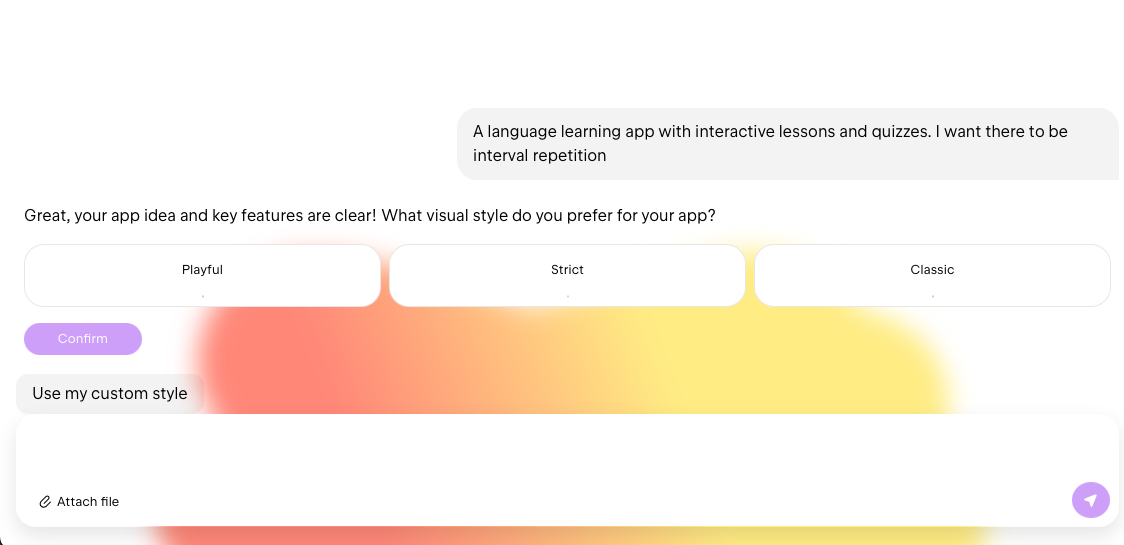 A language learning app with interactive lessons and quizzes. I want there to be
interval repetition
Great, your app idea and key features are clear! What visual style do you prefer for your app?
Playful
.
Strict
.
Classic
.
Confirm
Use my custom style
Attach file